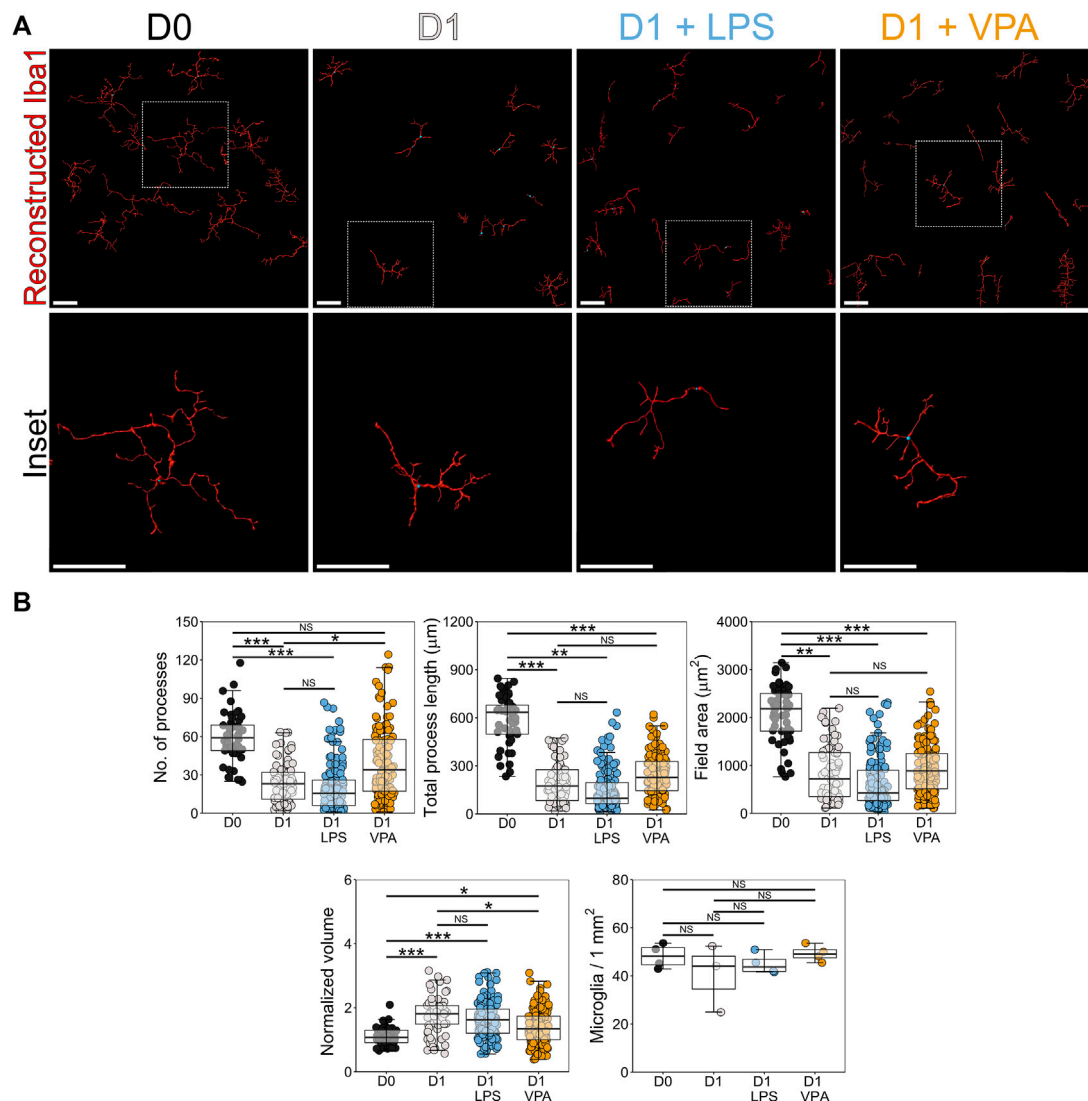 A
D0
D1
D1 + LPS
D1 + VPA
Reconstructed Iba1
Inset
B
No. of processes
150
120
90
60
30
0
NS
***
*
***
NS
D0
D1
D1
LPS
D1
VPA
Total process length (μm)
1200
900
600
300
0
***
NS
**
***
NS
D0
D1
D1
LPS
D1
VPA
Field area (μm²)
4000
3000
2000
1000
0
***
***
**
NS
NS
D0
D1
D1
LPS
D1
VPA
Normalized volume
6
4
2
0
*
*
NS
***
***
D0
D1
D1
LPS
D1
VPA
Microglia / 1 mm²
80
60
40
20
0
NS
NS
NS
NS
NS
D0
D1
D1
LPS
D1
VPA